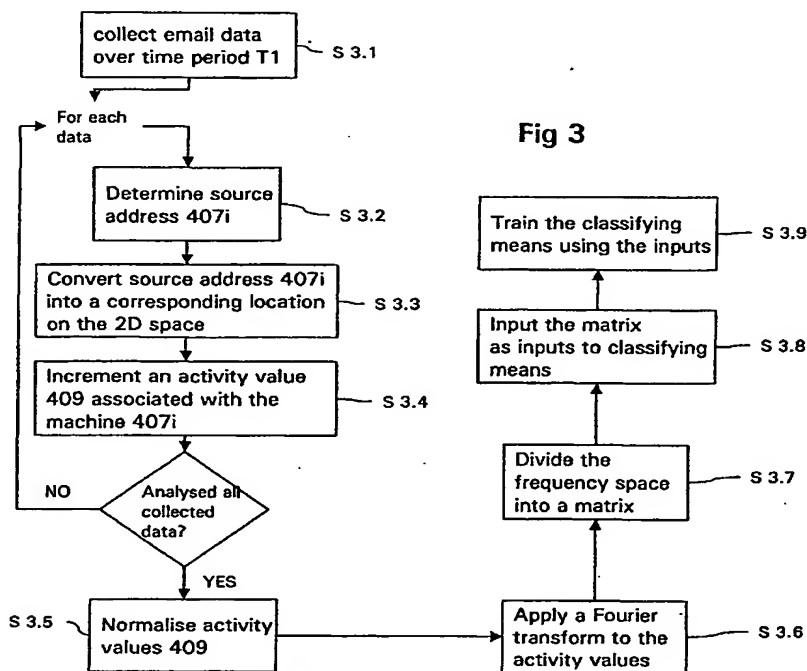 collect email data
over time period T1
S 3.1
For each
data
Fig 3
Determine source
address 407i
S 3.2
Convert source address 407i
into a corresponding location
on the 2D space
S 3.3
Increment an activity value
409 associated with the
machine 407i
S 3.4
NO
Analysed all
collected
data?
YES
S 3.5
Normalise activity
values 409
Apply a Fourier
transform to the
activity values
S 3.6
Divide the
frequency space
into a matrix
S 3.7
Input the matrix
as inputs to classifying
means
S 3.8
Train the classifying
means using the inputs
S 3.9